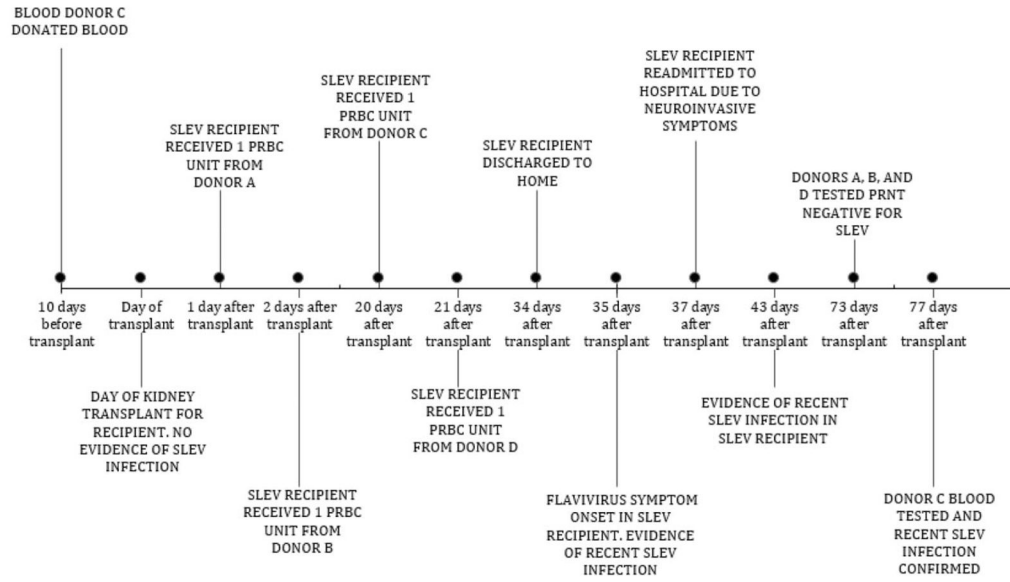 BLOOD DONOR C
DONATED BLOOD
SLEV RECIPIENT
RECEIVED 1 PRBC
UNIT FROM
DONOR A
SLEV RECIPIENT
RECEIVED 1
PRBC UNIT
FROM DONOR C
SLEV RECIPIENT
DISCHARGED TO
HOME
SLEV RECIPIENT
READMITTED TO
HOSPITAL DUE TO
NEUROINVASIVE
SYMPTOMS
DONORS A, B, AND
D TESTED PRNT
NEGATIVE FOR
SLEV
10 days
before
transplant
Day of
transplant
1 day after
transplant
2 days after
transplant
20 days
after
transplant
21 days
after
transplant
34 days
after
transplant
35 days
after
transplant
37 days
after
transplant
43 days
after
transplant
73 days
after
transplant
77 days
after
transplant
DAY OF KIDNEY
TRANSPLANT FOR
RECIPIENT. NO
EVIDENCE OF SLEV
INFECTION
SLEV RECIPIENT
RECEIVED 1 PRBC
UNIT FROM
DONOR B
SLEV RECIPIENT
RECEIVED 1
PRBC UNIT
FROM DONOR D
FLAVIVIRUS SYMPTOM
ONSET IN SLEV
RECIPIENT. EVIDENCE
OF RECENT SLEV
INFECTION
EVIDENCE OF RECENT
SLEV INFECTION IN
SLEV RECIPIENT
DONOR C BLOOD
TESTED AND
RECENT SLEV
INFECTION
CONFIRMED